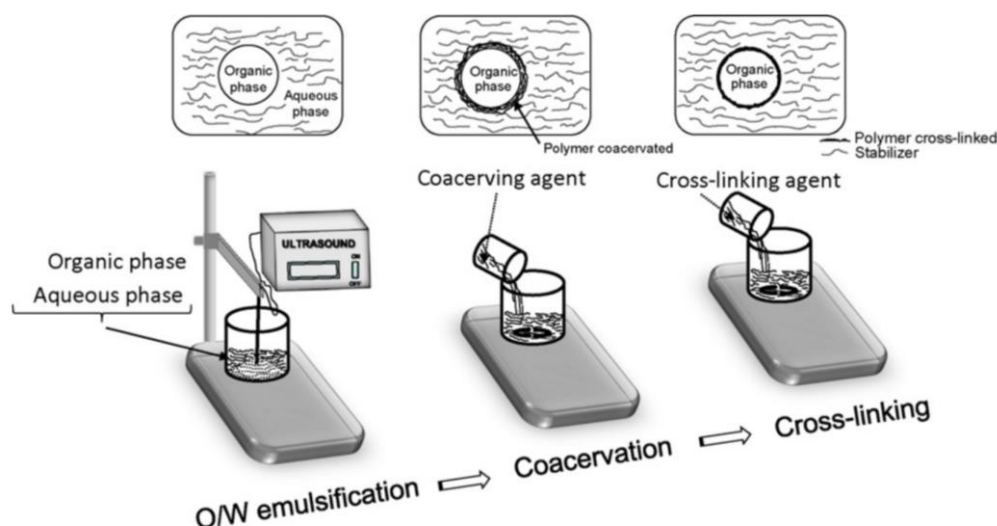 Organic
phase
Aqueous
phase
Organic
phase
Polymer coacervated
Organic
phase
Polymer cross-linked
Stabilizer
Coacerving agent
Cross-linking agent
ULTRASOUND
ON
OFF
Organic phase
Aqueous phase
O/W emulsification
Coacervation
Cross-linking